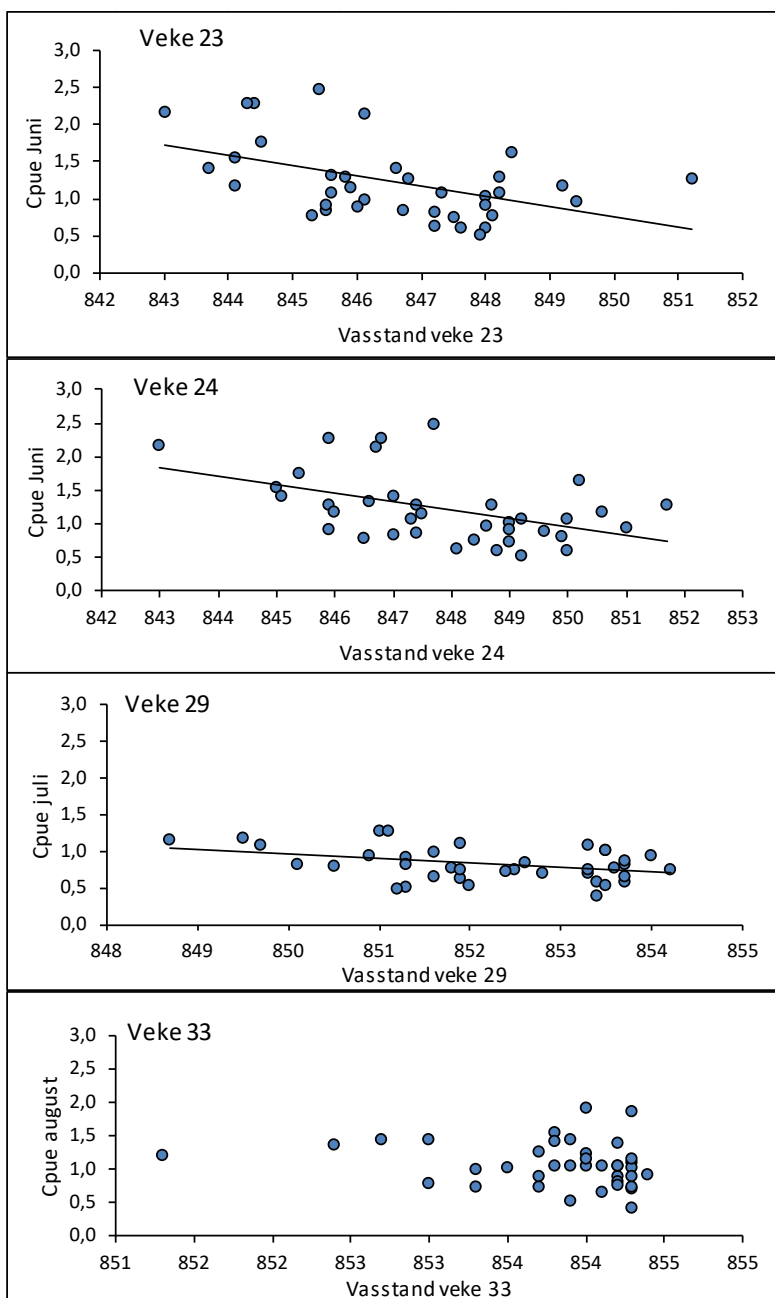 Veke 23
3,0
2,5
2,0
1,5
1,0
0,5
0,0
Cpue Juni
842 843 844 845 846 847 848 849 850 851 852
Vasstand veke 23
Veke 24
3,0
2,5
2,0
1,5
1,0
0,5
0,0
Cpue Juni
842 843 844 845 846 847 848 849 850 851 852 853
Vasstand veke 24
Veke 29
3,0
2,5
2,0
1,5
1,0
0,5
0,0
Cpue juli
848 849 850 851 852 853 854 855
Vasstand veke 29
Veke 33
3,0
2,5
2,0
1,5
1,0
0,5
0,0
Cpue august
851 852 852 853 853 854 854 855 855
Vasstand veke 33